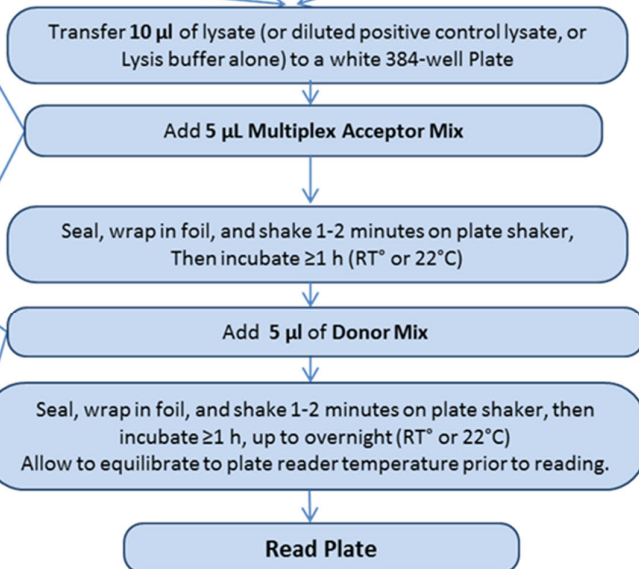 Transfer 10 µl of lysate (or diluted positive control lysate, or
Lysis buffer alone) to a white 384-well Plate
Add 5 µL Multiplex Acceptor Mix
Seal, wrap in foil, and shake 1-2 minutes on plate shaker,
Then incubate ≥1 h (RT° or 22°C)
Add 5 µl of Donor Mix
Seal, wrap in foil, and shake 1-2 minutes on plate shaker, then
incubate ≥1 h, up to overnight (RT° or 22°C)
Allow to equilibrate to plate reader temperature prior to reading.
Read Plate